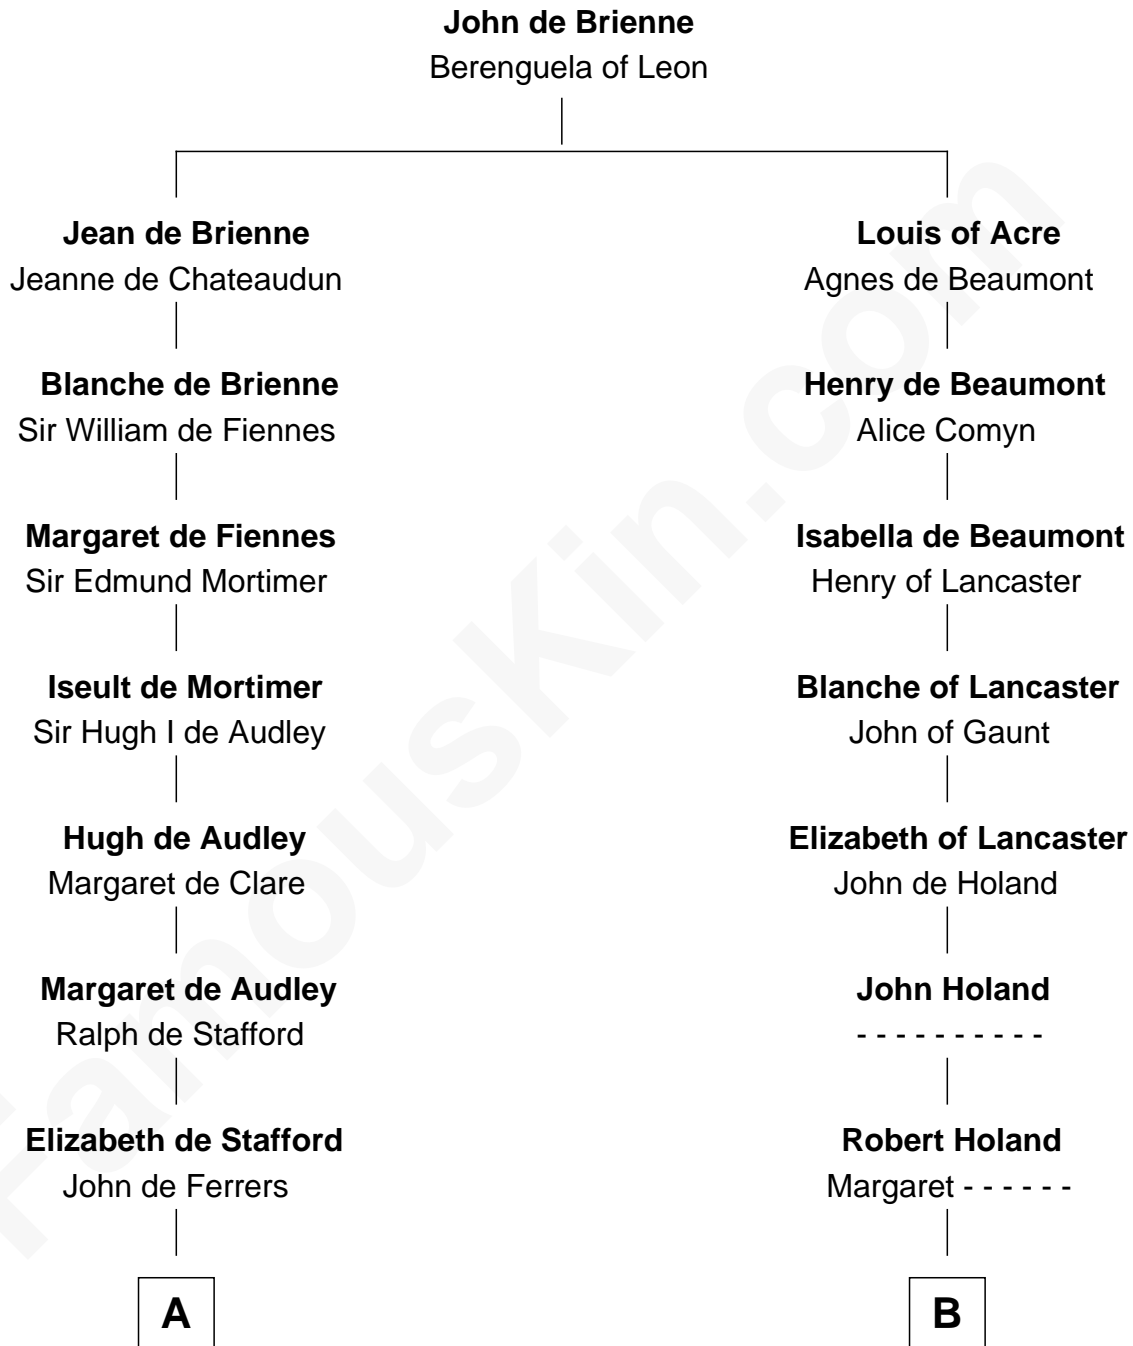 John de Brienne
Berenguela of Leon
Jean de Brienne
Jeanne de Chateaudun
Louis of Acre
Agnes de Beaumont
Blanche de Brienne
Sir William de Fiennes
Henry de Beaumont
Alice Comyn
Margaret de Fiennes
Sir Edmund Mortimer
Isabella de Beaumont
Henry of Lancaster
Iseult de Mortimer
Sir Hugh I de Audley
Blanche of Lancaster
John of Gaunt
Hugh de Audley
Margaret de Clare
Elizabeth of Lancaster
John de Holand
Margaret de Audley
Ralph de Stafford
John Holand
- - - - - - - - - -
Elizabeth de Stafford
John de Ferrers
Robert Holand
Margaret - - - - - -
A
B
FamousKin.com